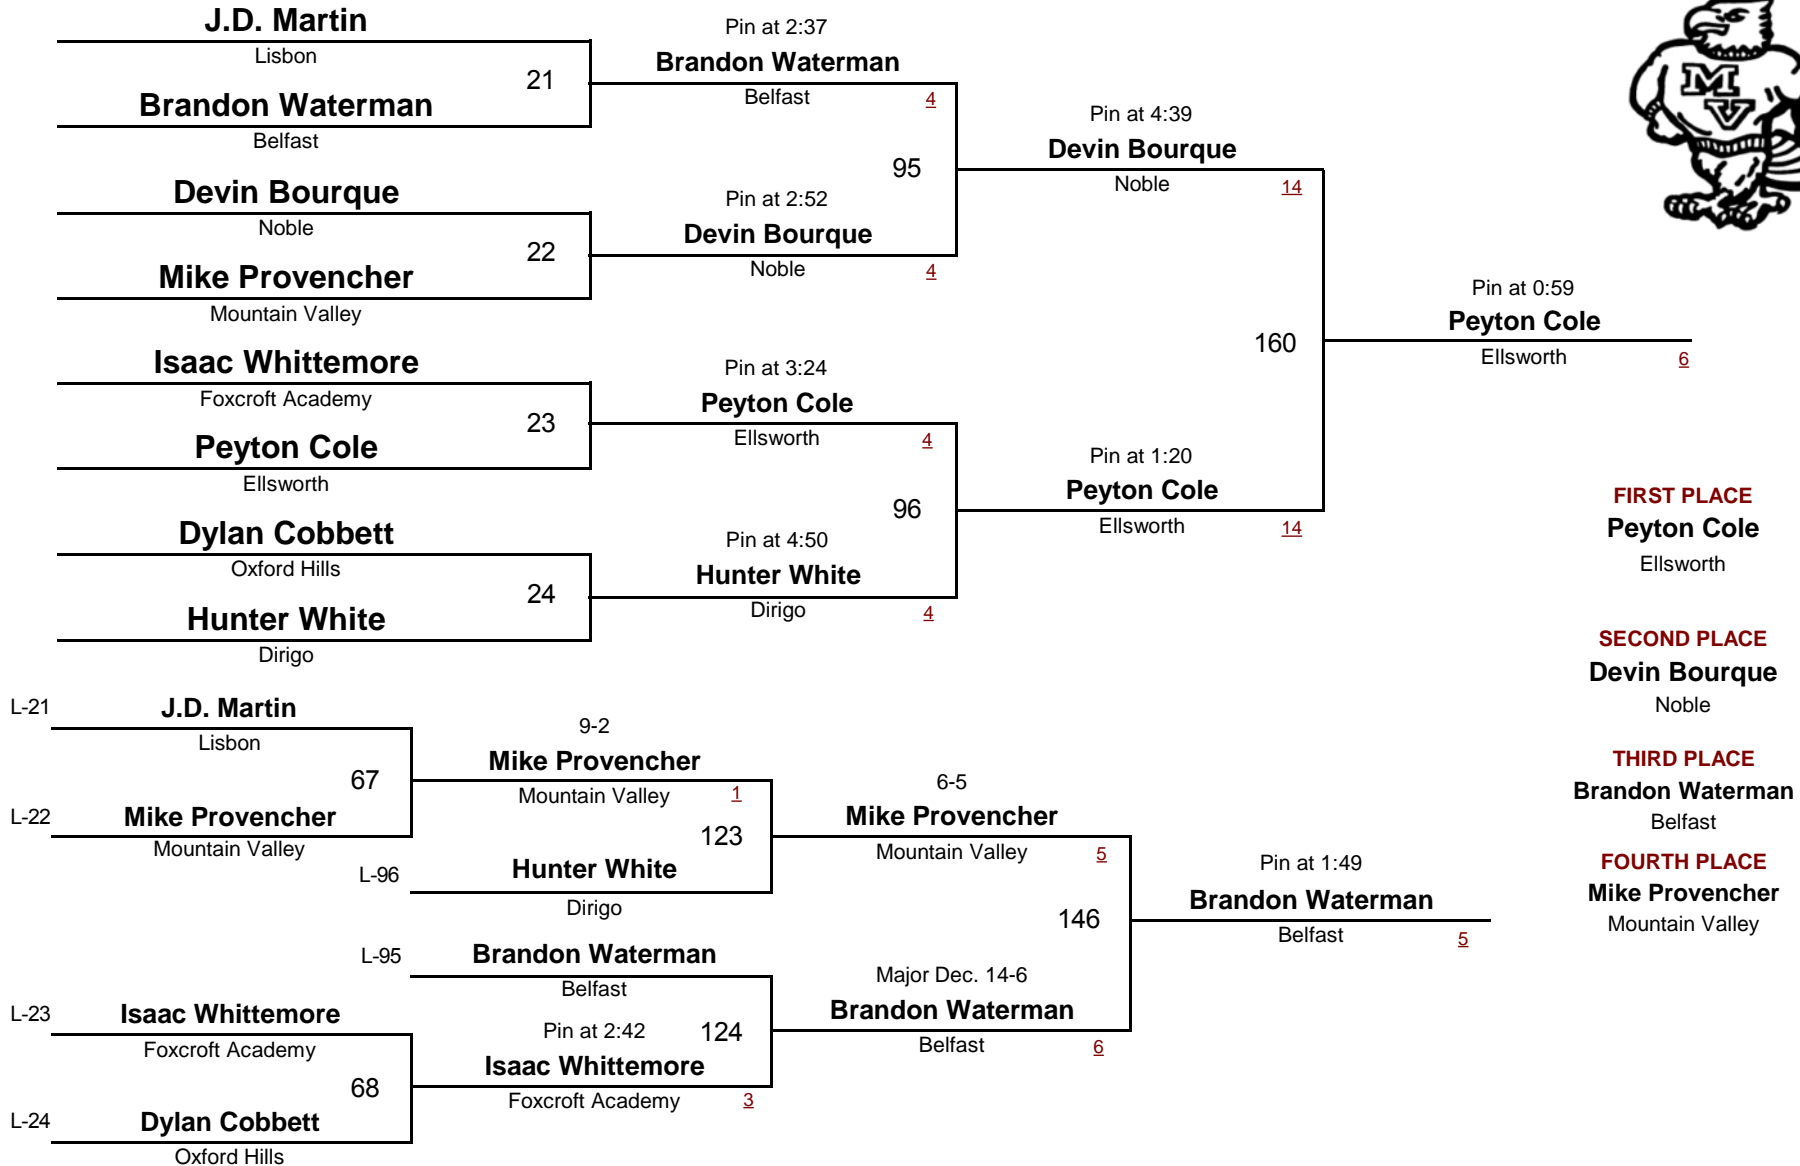 J.D. Martin
Lisbon
21
Brandon Waterman
Belfast
Devin Bourque
Noble
22
Mike Provencher
Mountain Valley
Isaac Whittemore
Foxcroft Academy
23
Peyton Cole
Ellsworth
Dylan Cobbett
Oxford Hills
24
Hunter White
Dirigo
Pin at 2:37
Brandon Waterman
Belfast 4
95
Pin at 2:52
Devin Bourque
Noble 4
Pin at 3:24
Peyton Cole
Ellsworth 4
96
Pin at 4:50
Hunter White
Dirigo 4
Pin at 4:39
Devin Bourque
Noble 14
160
Pin at 1:20
Peyton Cole
Ellsworth 14
Pin at 0:59
Peyton Cole
Ellsworth 6
M
V
FIRST PLACE
Peyton Cole
Ellsworth
SECOND PLACE
Devin Bourque
Noble
THIRD PLACE
Brandon Waterman
Belfast
FOURTH PLACE
Mike Provencher
Mountain Valley
L-21 J.D. Martin
Lisbon
67
L-22 Mike Provencher
Mountain Valley
L-23 Isaac Whittemore
Foxcroft Academy
68
L-24 Dylan Cobbett
Oxford Hills
9-2
Mike Provencher
Mountain Valley 1
123
L-96 Hunter White
Dirigo
L-95 Brandon Waterman
Belfast
Pin at 2:42 124
Isaac Whittemore
Foxcroft Academy 3
6-5
Mike Provencher
Mountain Valley 5
146
Major Dec. 14-6
Brandon Waterman
Belfast 6
Pin at 1:49
Brandon Waterman
Belfast 5